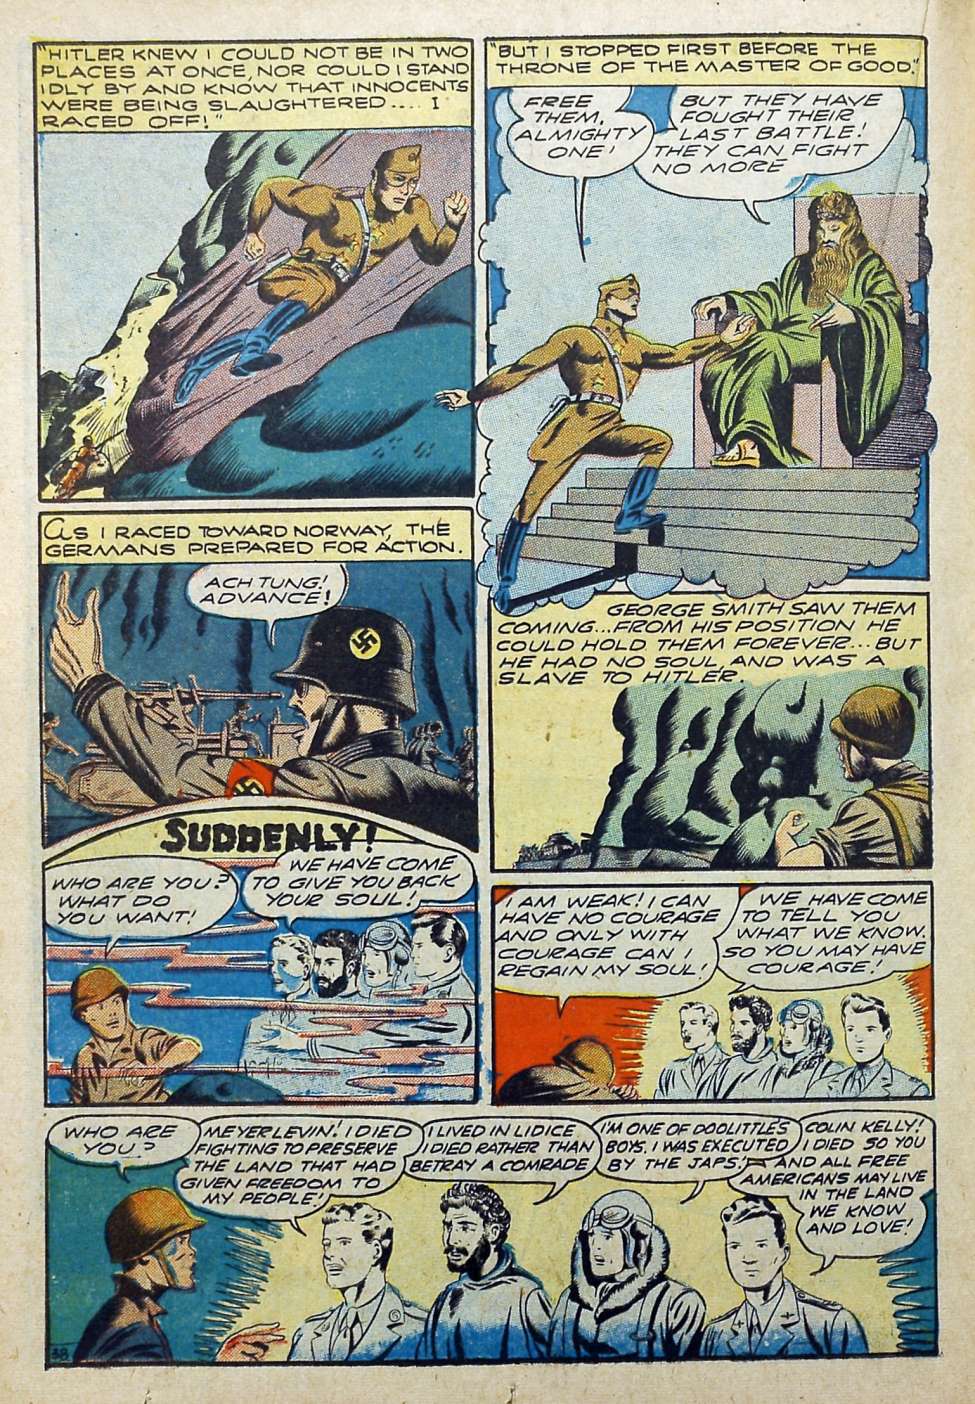 "HITLER KNEW I COULD NOT BE IN TWO
PLACES AT ONCE, NOR COULD I STAND
IDLY BY AND KNOW THAT INNOCENTS
WERE BEING SLAUGHTERED.... I
RACED OFF!"
"BUT I STOPPED FIRST BEFORE THE
THRONE OF THE MASTER OF GOOD."
FREE
THEM,
ALMIGHTY
ONE!
BUT THEY HAVE
FOUGHT THEIR
LAST BATTLE!
THEY CAN FIGHT
NO MORE
AS I RACED TOWARD NORWAY, THE
GERMANS PREPARED FOR ACTION.
ACHTUNG!
ADVANCE!
GEORGE SMITH SAW THEM
COMING...FROM HIS POSITION HE
COULD HOLD THEM FOREVER...BUT
HE HAD NO SOUL, AND WAS A
SLAVE TO HITLER.
SUDDENLY!
WHO ARE YOU?
WHAT DO
YOU WANT!
WE HAVE COME
TO GIVE YOU BACK
YOUR SOUL!
I AM WEAK! I CAN
HAVE NO COURAGE
AND ONLY WITH
COURAGE CAN I
REGAIN MY SOUL!
WE HAVE COME
TO TELL YOU
WHAT WE KNOW.
SO YOU MAY HAVE
COURAGE!
WHO ARE
YOU?
MEYER LEVIN! I DIED
FIGHTING TO PRESERVE
THE LAND THAT HAD
GIVEN FREEDOM TO
MY PEOPLE!
I LIVED IN LIDICE
I DIED RATHER THAN
BETRAY A COMRADE
I'M ONE OF DOOLITTLE'S
BOYS. I WAS EXECUTED
BY THE JAPS!
COLIN KELLY!
I DIED SO YOU
AND ALL FREE
AMERICANS MAY LIVE
IN THE LAND
WE KNOW
AND LOVE!
38